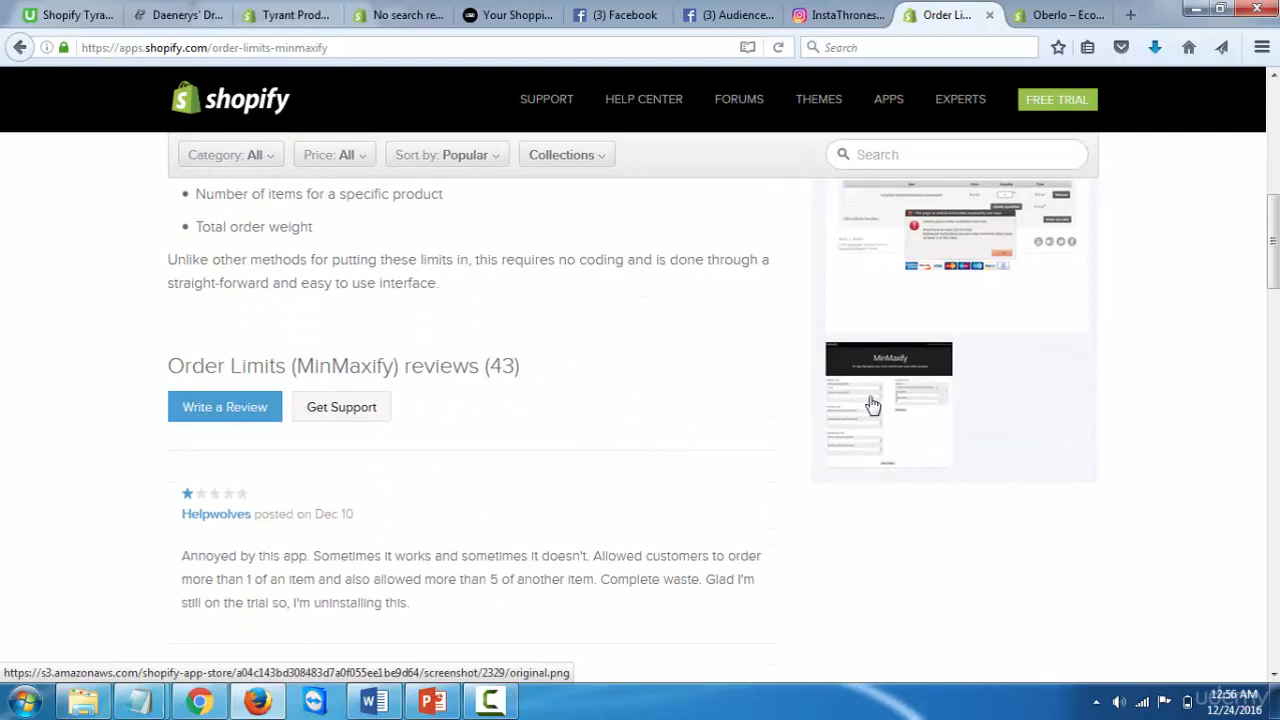 Shopify Tyran...
Daenerys' Dr...
Tyrant Produ...
No search re...
Your Shoppi...
(3) Facebook
(3) Audience...
InstaThrones...
Order Li...
Oberlo – Eco...
https://apps.shopify.com/order-limits-minmaxify
Search
shopify
SUPPORT
HELP CENTER
FORUMS
THEMES
APPS
EXPERTS
FREE TRIAL
Category: All
Price: All
Sort by: Popular
Collections
Search
Number of items for a specific product
Total order weight
Unlike other methods for putting these limits in this requires no coding and is done through a
straight-forward and easy to use interface.
Order Limits (MinMaxify) reviews (43)
Write a Review
Get Support
MinMaxify
Helpwolves posted on Dec 10
Annoyed by this app. Sometimes it works and sometimes it doesn't. Allowed customers to order
more than 1 of an item and also allowed more than 5 of another item. Complete waste. Glad I'm
still on the trial so, I'm uninstalling this.
https://s3.amazonaws.com/shopify-app-store/a04c143bd308483d7a0f055ee1be9d64/screenshot/2329/original.png
12:56 AM
12/24/2016
udemy